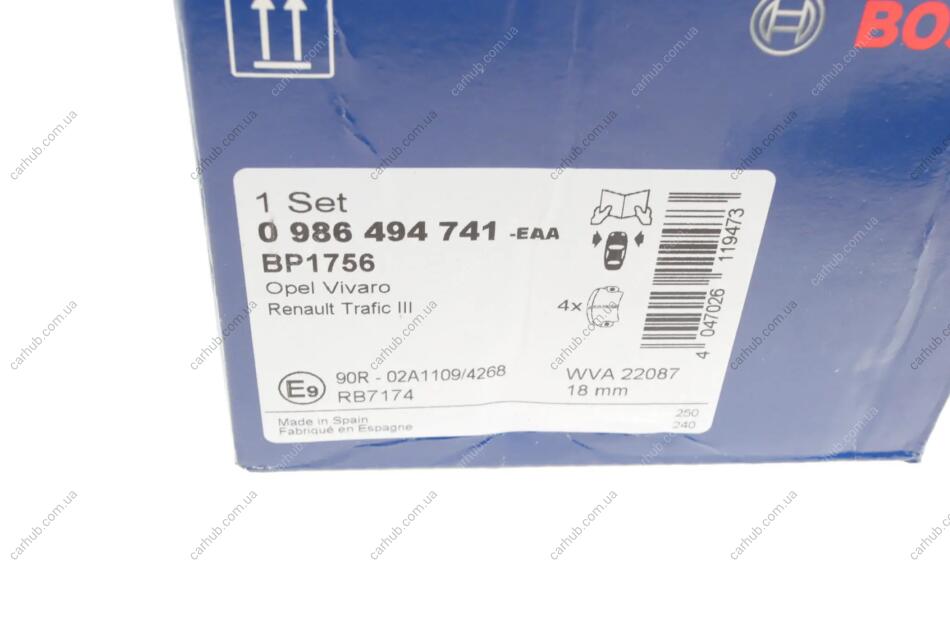 BOS
1 Set
0 986 494 741 -EAA
BP1756
Opel Vivaro
Renault Trafic III
4x
4 047026 119473
E9
90R - 02A1109/4268
RB7174
WVA 22087
18 mm
Made in Spain
Fabriqué en Espagne
250
240
carhub.com.ua